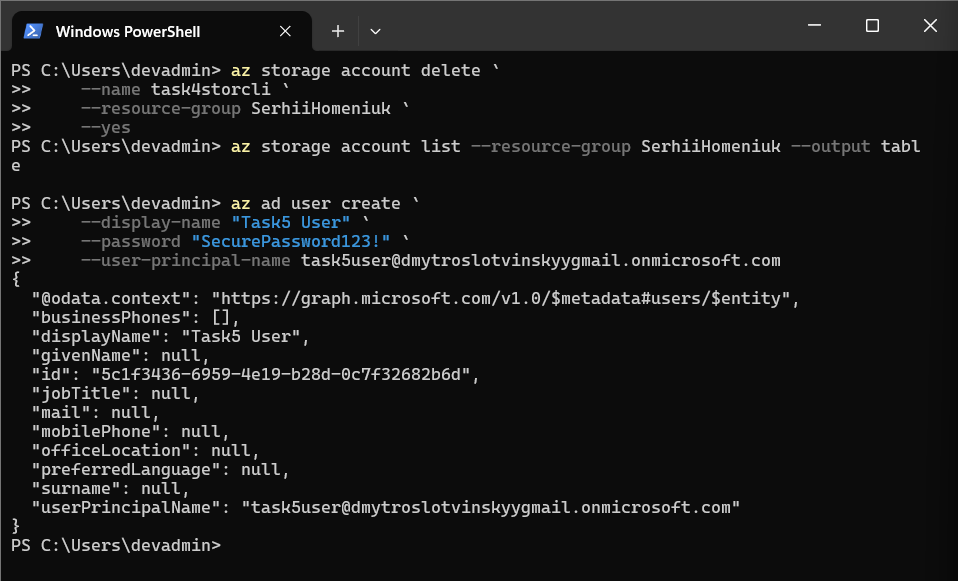 Windows PowerShell
PS C:\Users\devadmin> az storage account delete `
>>     --name task4storcli `
>>     --resource-group SerhiiHomeniuk `
>>     --yes
PS C:\Users\devadmin> az storage account list --resource-group SerhiiHomeniuk --output tabl
e
PS C:\Users\devadmin> az ad user create `
>>     --display-name "Task5 User" `
>>     --password "SecurePassword123!" `
>>     --user-principal-name task5user@dmytroslotvinskyygmail.onmicrosoft.com
{
  "@odata.context": "https://graph.microsoft.com/v1.0/$metadata#users/$entity",
  "businessPhones": [],
  "displayName": "Task5 User",
  "givenName": null,
  "id": "5c1f3436-6959-4e19-b28d-0c7f32682b6d",
  "jobTitle": null,
  "mail": null,
  "mobilePhone": null,
  "officeLocation": null,
  "preferredLanguage": null,
  "surname": null,
  "userPrincipalName": "task5user@dmytroslotvinskyygmail.onmicrosoft.com"
}
PS C:\Users\devadmin>